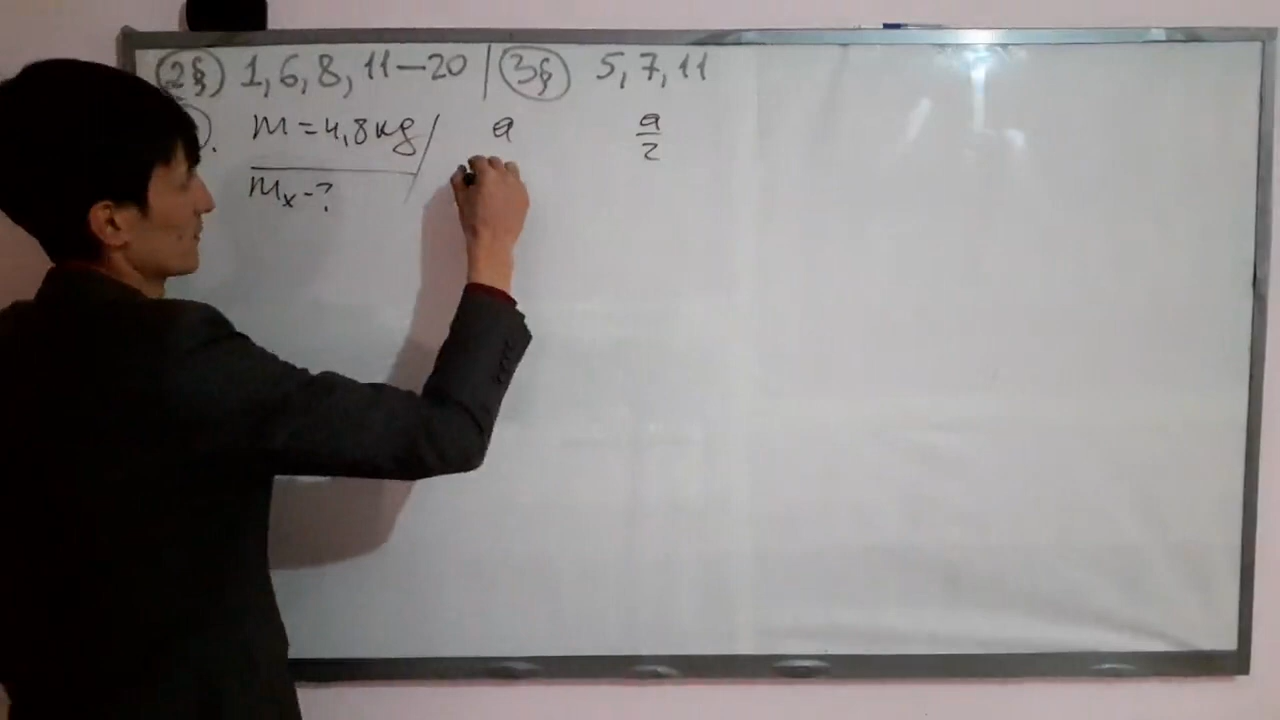 2§) 1, 6, 8, 11—20 | 3§ 5, 7, 11
. m = 4,8 kg / a a/2
mx - ?